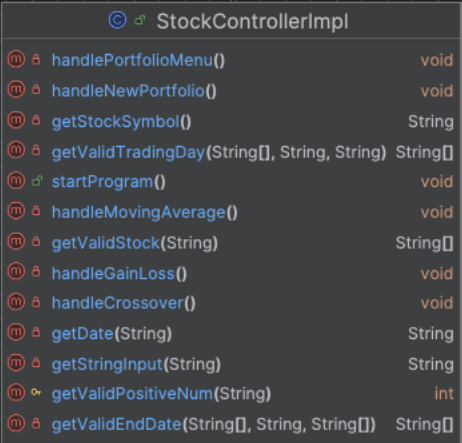 StockControllerImpl
handlePortfolioMenu() void
handleNewPortfolio() void
getStockSymbol() String
getValidTradingDay(String[], String, String) String[]
startProgram() void
handleMovingAverage() void
getValidStock(String) String[]
handleGainLoss() void
handleCrossover() void
getDate(String) String
getStringInput(String) String
getValidPositiveNum(String) int
getValidEndDate(String[], String, String[]) String[]